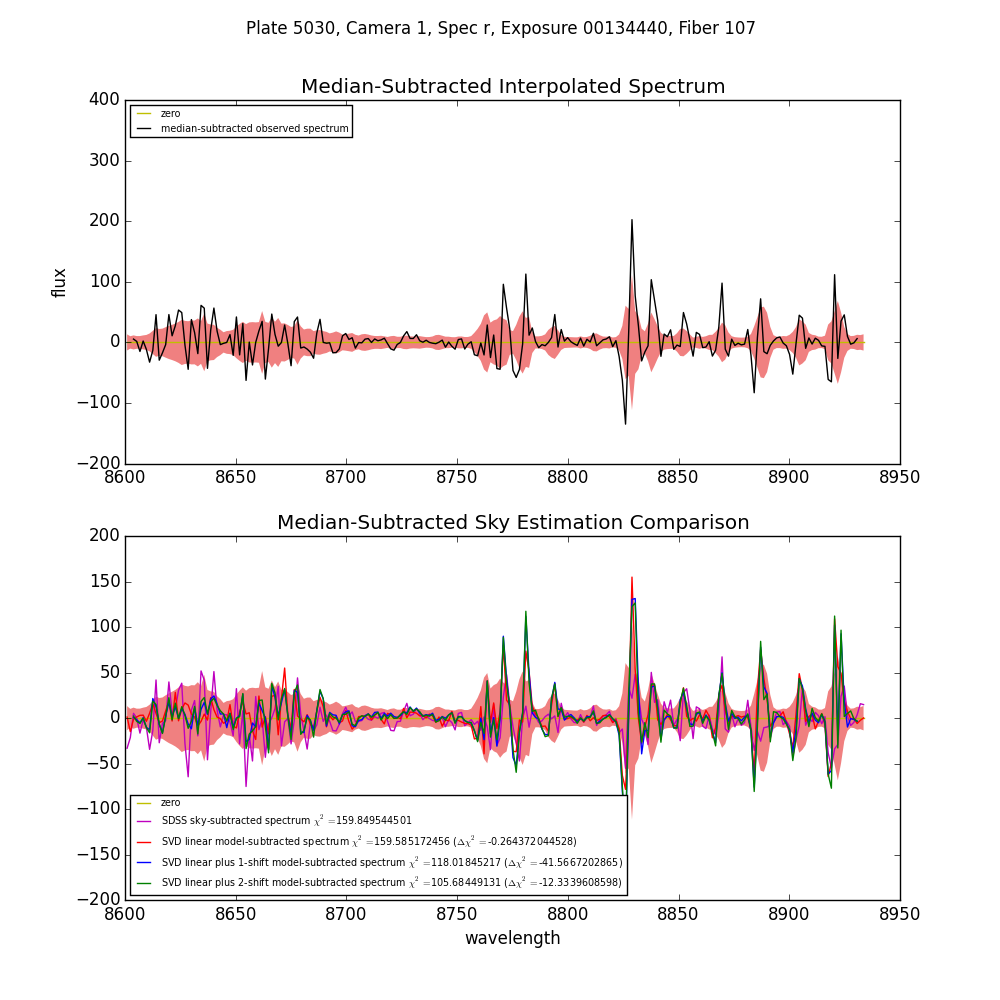 Plate 5030, Camera 1, Spec r, Exposure 00134440, Fiber 107
Median-Subtracted Interpolated Spectrum
400
300
200
100
0
−100
−200
flux
zero
median-subtracted observed spectrum
8600 8650 8700 8750 8800 8850 8900 8950
Median-Subtracted Sky Estimation Comparison
200
150
100
50
0
−50
−100
−150
−200
zero
SDSS sky-subtracted spectrum χ² =159.849544501
SVD linear model-subtracted spectrum χ² =159.585172456 (Δχ² =-0.264372044528)
SVD linear plus 1-shift model-subtracted spectrum χ² =118.01845217 (Δχ² =-41.5667202865)
SVD linear plus 2-shift model-subtracted spectrum χ² =105.68449131 (Δχ² =-12.3339608598)
8600 8650 8700 8750 8800 8850 8900 8950
wavelength